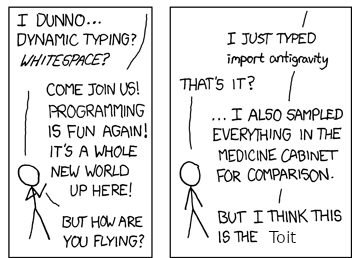 I DUNNO...
DYNAMIC TYPING?
WHITESPACE?
COME JOIN US!
PROGRAMMING
IS FUN AGAIN!
IT'S A WHOLE
NEW WORLD
UP HERE!
BUT HOW ARE
YOU FLYING?
I JUST TYPED
import antigravity
THAT'S IT?
... I ALSO SAMPLED
EVERYTHING IN THE
MEDICINE CABINET
FOR COMPARISON.
BUT I THINK THIS
IS THE Toit